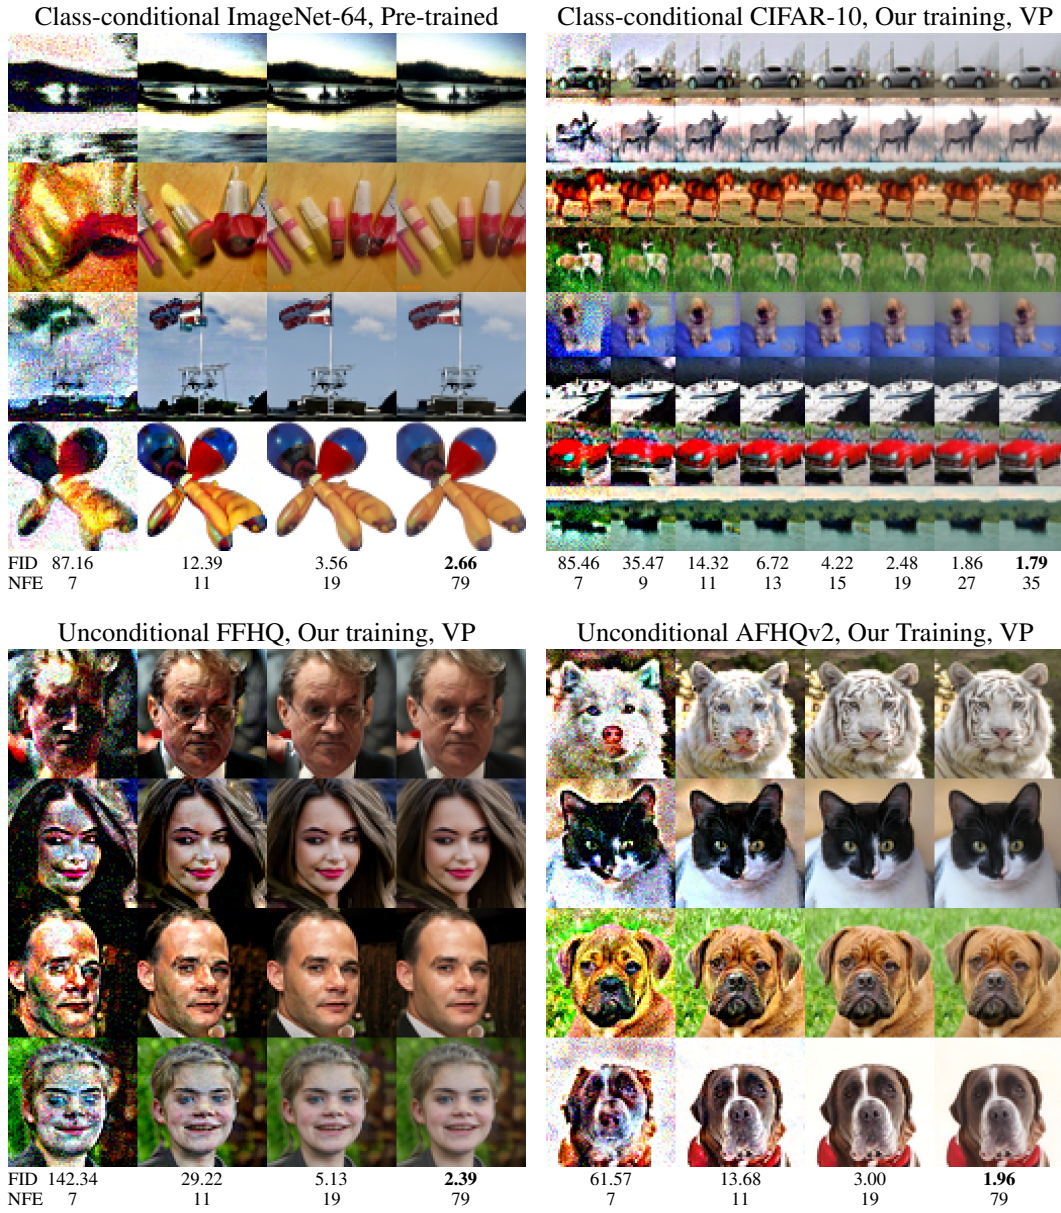 Class-conditional ImageNet-64, Pre-trained
Class-conditional CIFAR-10, Our training, VP
FID 87.16 12.39 3.56 2.66
NFE 7 11 19 79
85.46 35.47 14.32 6.72 4.22 2.48 1.86 1.79
7 9 11 13 15 19 27 35
Unconditional FFHQ, Our training, VP
Unconditional AFHQv2, Our Training, VP
FID 142.34 29.22 5.13 2.39
NFE 7 11 19 79
61.57 13.68 3.00 1.96
7 11 19 79